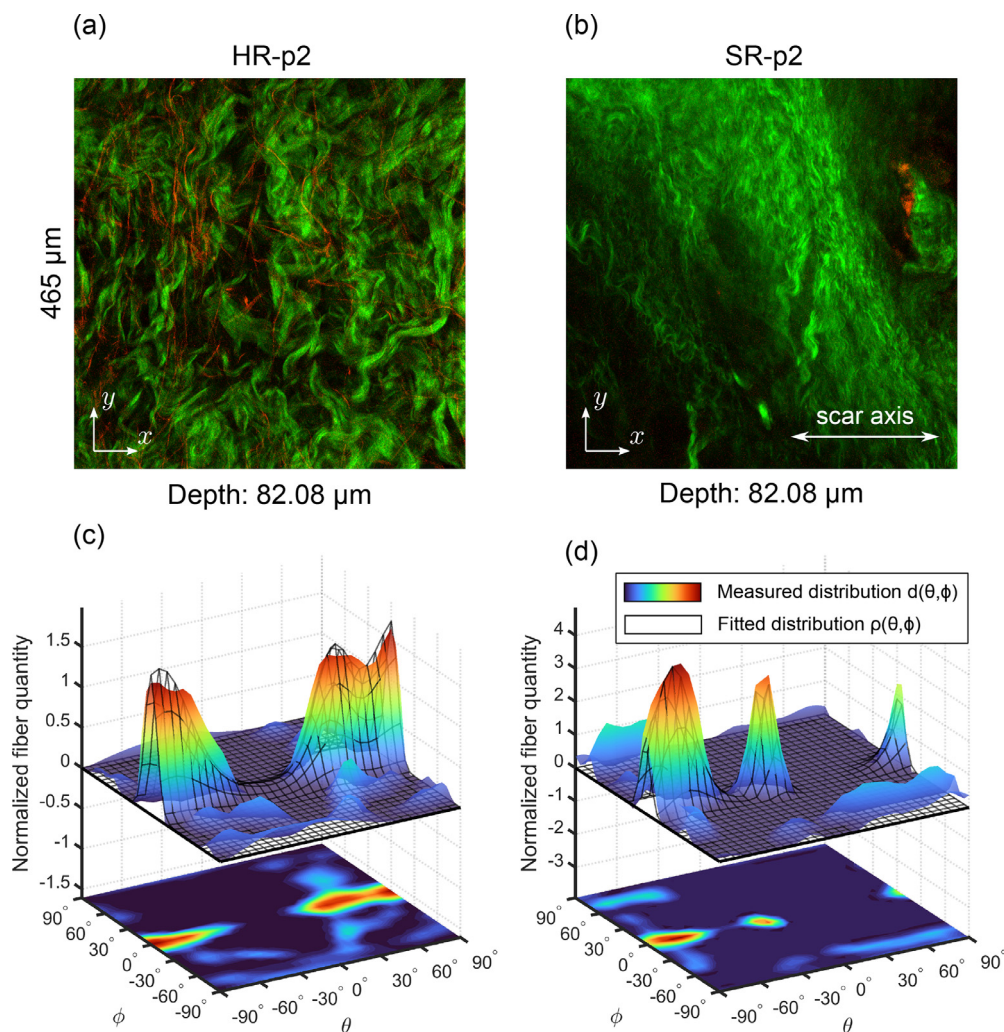 (a)
HR-p2
465 µm
y
x
Depth: 82.08 µm
(b)
SR-p2
y
x
scar axis
Depth: 82.08 µm
(c)
Normalized fiber quantity
1.5
1
0.5
0
-0.5
-1
-1.5
90°
60°
30°
0°
-30°
-60°
-90°
ϕ
-90°
-60°
-30°
0°
30°
60°
90°
θ
(d)
Measured distribution d(θ,ϕ)
Fitted distribution ρ(θ,ϕ)
Normalized fiber quantity
4
3
2
1
0
-1
-2
-3
90°
60°
30°
0°
-30°
-60°
-90°
ϕ
-90°
-60°
-30°
0°
30°
60°
90°
θ